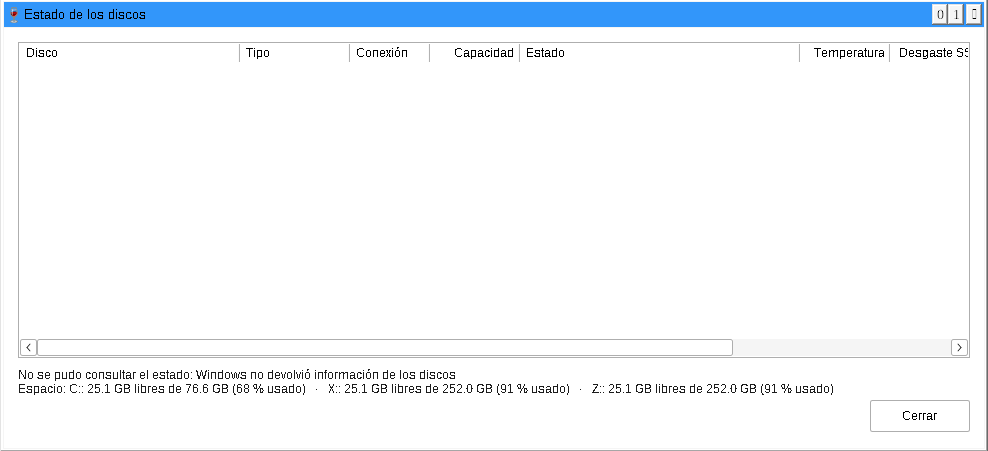 Estado de los discos
Disco Tipo Conexión Capacidad Estado Temperatura Desgaste SS
No se pudo consultar el estado: Windows no devolvió información de los discos
Espacio: C:: 25.1 GB libres de 76.6 GB (68 % usado) · X:: 25.1 GB libres de 252.0 GB (91 % usado) · Z:: 25.1 GB libres de 252.0 GB (91 % usado)
Cerrar